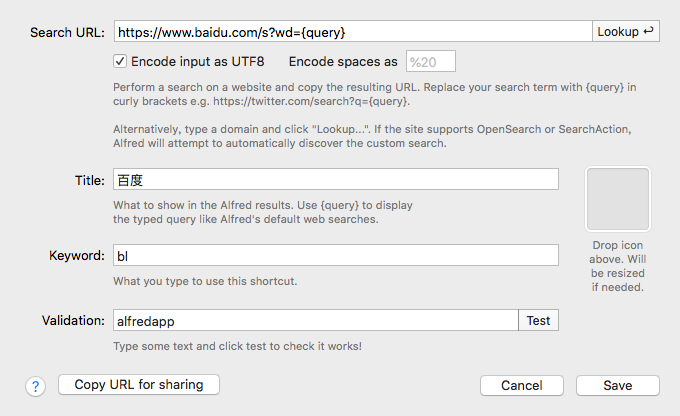 Search URL: https://www.baidu.com/s?wd={query} Lookup ↩
Encode input as UTF8 Encode spaces as %20
Perform a search on a website and copy the resulting URL. Replace your search term with {query} in
curly brackets e.g. https://twitter.com/search?q={query}.
Alternatively, type a domain and click "Lookup...". If the site supports OpenSearch or SearchAction,
Alfred will attempt to automatically discover the custom search.
Title: 百度
What to show in the Alfred results. Use {query} to display
the typed query like Alfred's default web searches.
Drop icon
above. Will
be resized
if needed.
Keyword: bl
What you type to use this shortcut.
Validation: alfredapp Test
Type some text and click test to check it works!
? Copy URL for sharing Cancel Save